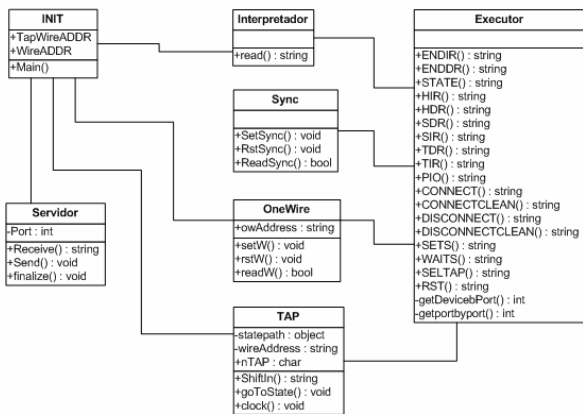 INIT
+TapWireADDR
+WireADDR
+Main()
Interpretador
+read() : string
Executor
+ENDIR() : string
+ENDDR() : string
+STATE() : string
+HIR() : string
+HDR() : string
+SDR() : string
+SIR() : string
+TDR() : string
+TIR() : string
+PIO() : string
+CONNECT() : string
+CONNECTCLEAN() : string
+DISCONNECT() : string
+DISCONNECTCLEAN() : string
+SETS() : string
+WAITS() : string
+SELTAP() : string
+RST() : string
-getDevicebPort() : int
-getportbyport() : int
Sync
+SetSync() : void
+RstSync() : void
+ReadSync() : bool
Servidor
-Port : int
+Receive() : string
+Send() : void
+finalize() : void
OneWire
+owAddress : string
+setW() : void
+rstW() : void
+readW() : bool
TAP
-statepath : object
-wireAddress : string
+nTAP : char
+ShiftIn() : string
+goToState() : void
+clock() : void